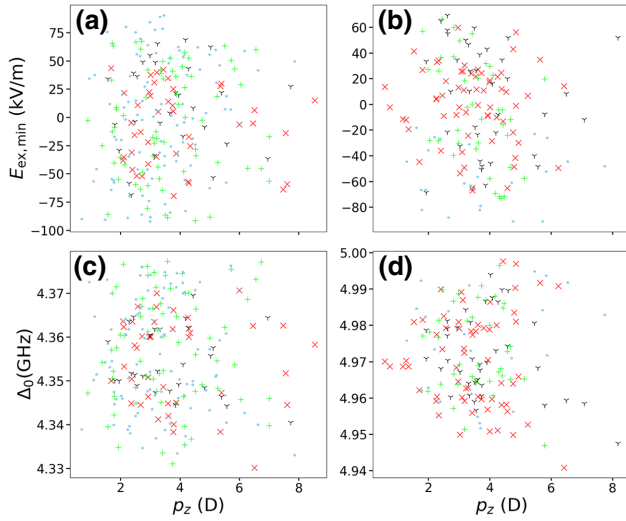 (a)
(b)
75
50
25
0
−25
−50
−75
−100
E_ex,min (kV/m)
60
40
20
0
−20
−40
−60
−80
(c)
(d)
4.37
4.36
4.35
4.34
4.33
Δ_0(GHz)
5.00
4.99
4.98
4.97
4.96
4.95
4.94
2 4 6 8
2 4 6 8
p_z (D)
p_z (D)